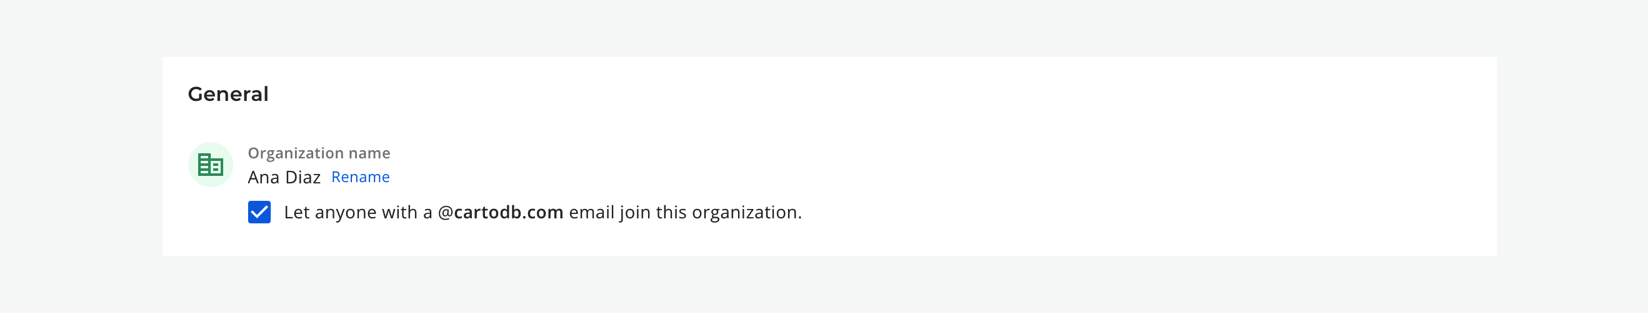 General
Organization name
Ana Diaz Rename
Let anyone with a @cartodb.com email join this organization.